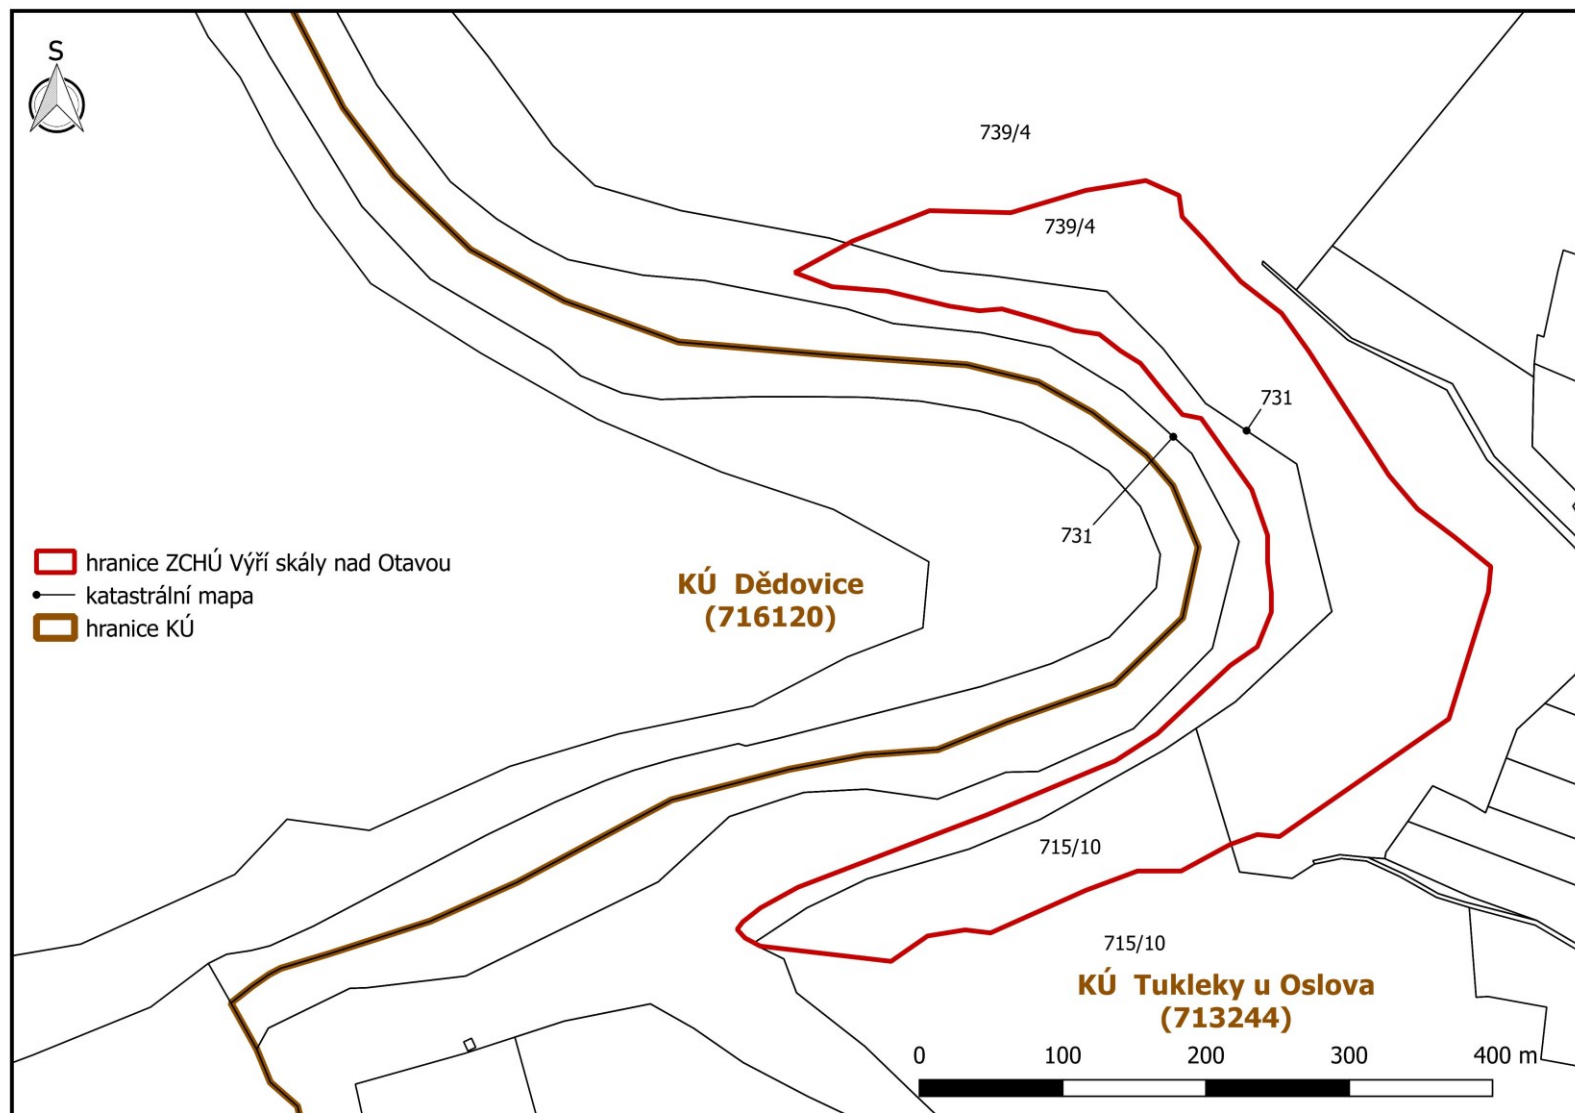 S
739/4
739/4
731
731
hranice ZCHÚ Výří skály nad Otavou
katastrální mapa
hranice KÚ
KÚ Dědovice
(716120)
715/10
715/10
KÚ Tukleky u Oslova
(713244)
0 100 200 300 400 m